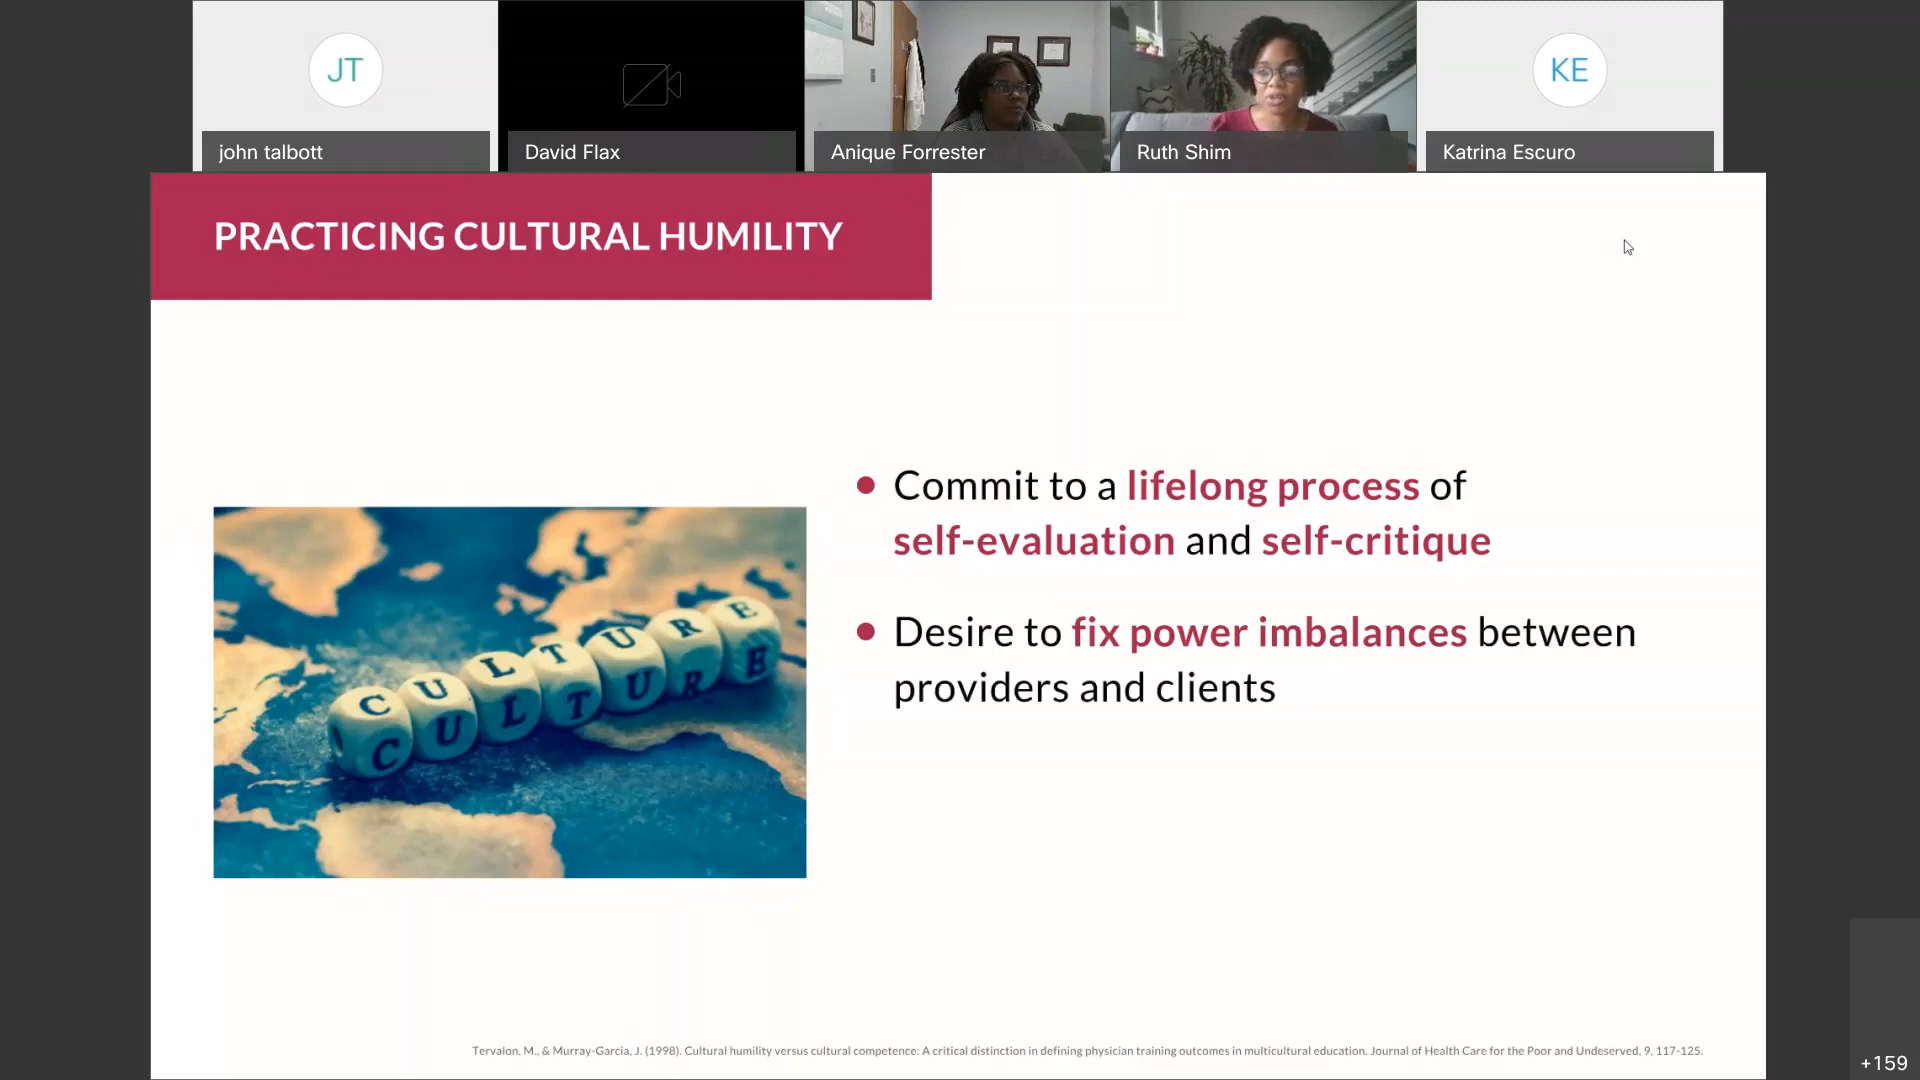 JT
KE
john talbott
David Flax
Anique Forrester
Ruth Shim
Katrina Escuro
PRACTICING CULTURAL HUMILITY
Commit to a lifelong process of
self-evaluation and self-critique
Desire to fix power imbalances between
providers and clients
CULTURE
CULTURE
Tervalon, M., & Murray-Garcia, J. (1998). Cultural humility versus cultural competence: A critical distinction in defining physician training outcomes in multicultural education. Journal of Health Care for the Poor and Undeserved, 9, 117-125.
+159